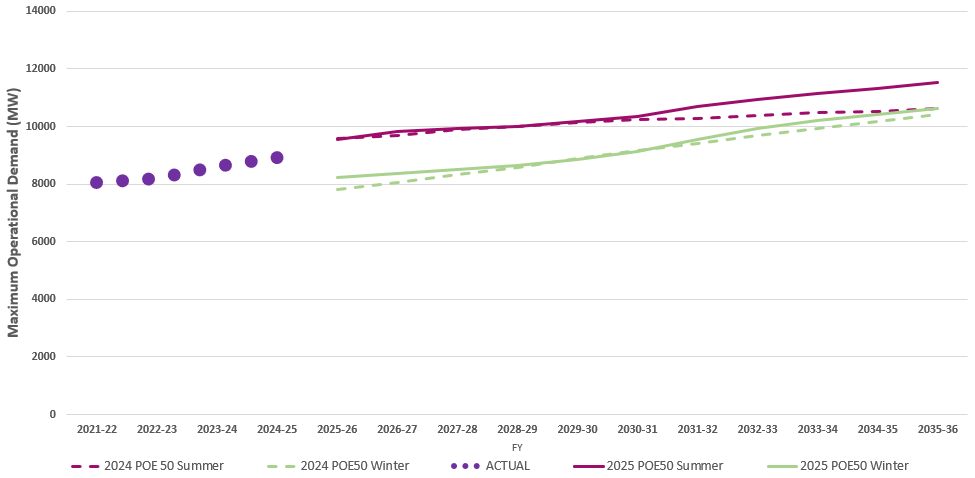 14000
12000
10000
8000
6000
4000
2000
0
Maximum Operational Demand (MW)
2021-22 2022-23 2023-24 2024-25 2025-26 2026-27 2027-28 2028-29 2029-30 2030-31 2031-32 2032-33 2033-34 2034-35 2035-36
FY
2024 POE 50 Summer 2024 POE50 Winter ACTUAL 2025 POE50 Summer 2025 POE50 Winter